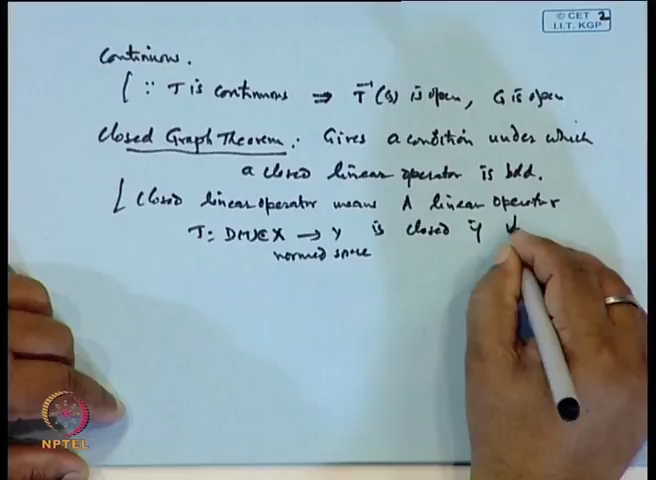 © CET 2
I.I.T. KGP
Continuous.
[ ∵ T is continuous ⇒ T⁻¹(G) is open, G is open
Closed Graph Theorem: Gives a condition under which
a closed linear operator is bdd.
[ Closed linear operator means A linear operator
T: D(T)⊂X → Y is closed if
normed space
NPTEL